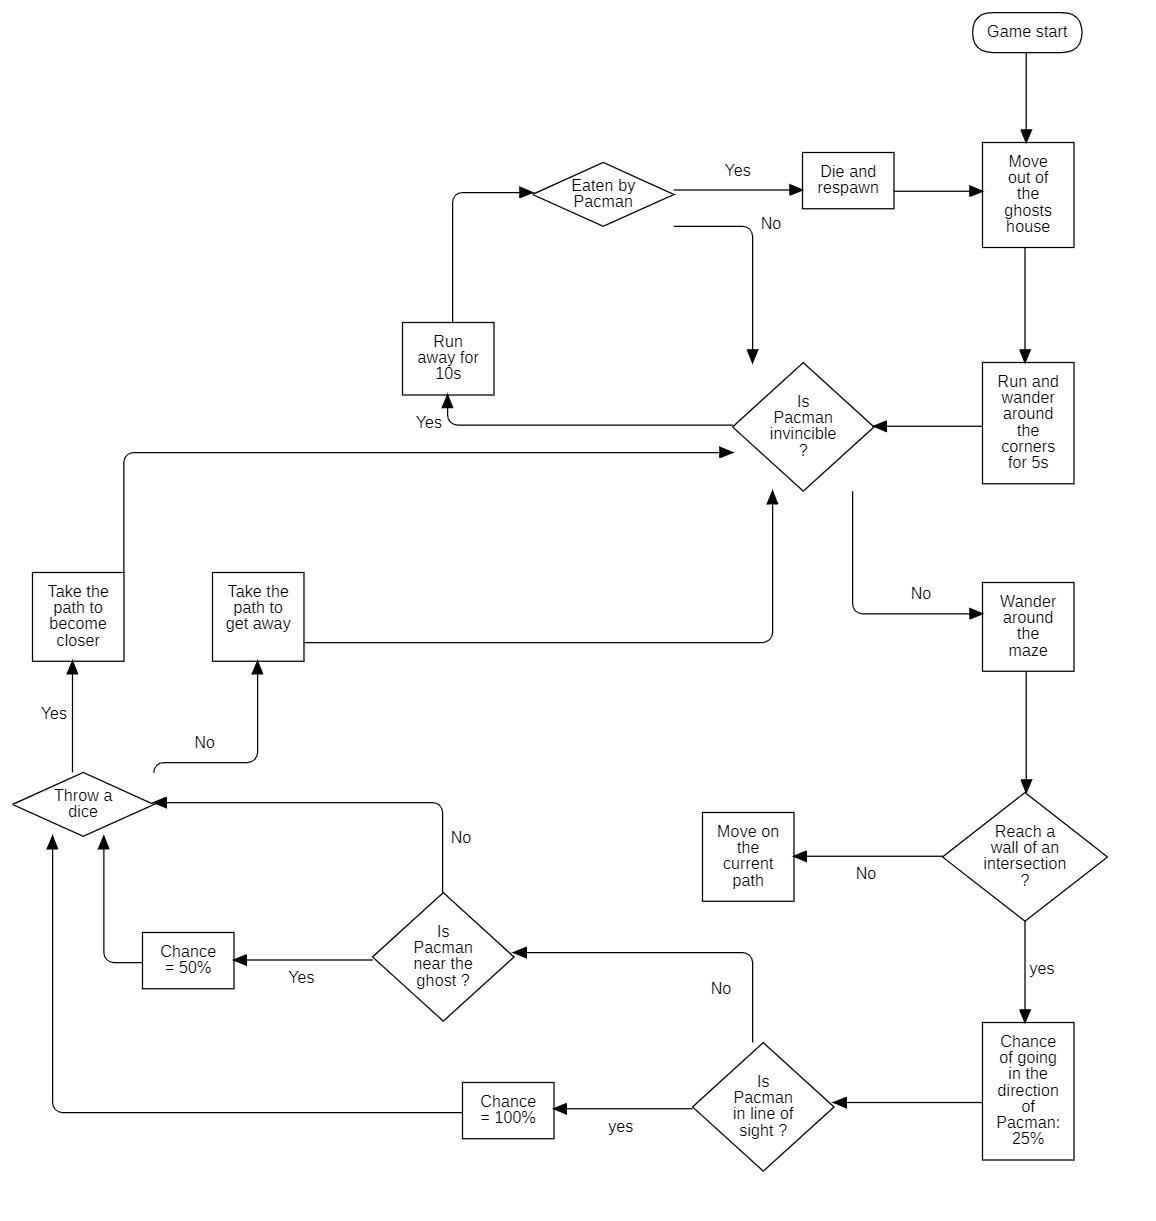 Game start
Move
out of
the
ghosts
house
Eaten by
Pacman
Yes
Die and
respawn
No
Run
away for
10s
Yes
Is
Pacman
invincible
?
Run and
wander
around
the
corners
for 5s
Take the
path to
become
closer
Take the
path to
get away
No
Wander
around
the
maze
Yes
No
Throw a
dice
No
Move on
the
current
path
No
Reach a
wall of an
intersection
?
Chance
= 50%
Yes
Is
Pacman
near the
ghost ?
No
yes
Chance
= 100%
yes
Is
Pacman
in line of
sight ?
Chance
of going
in the
direction
of
Pacman:
25%